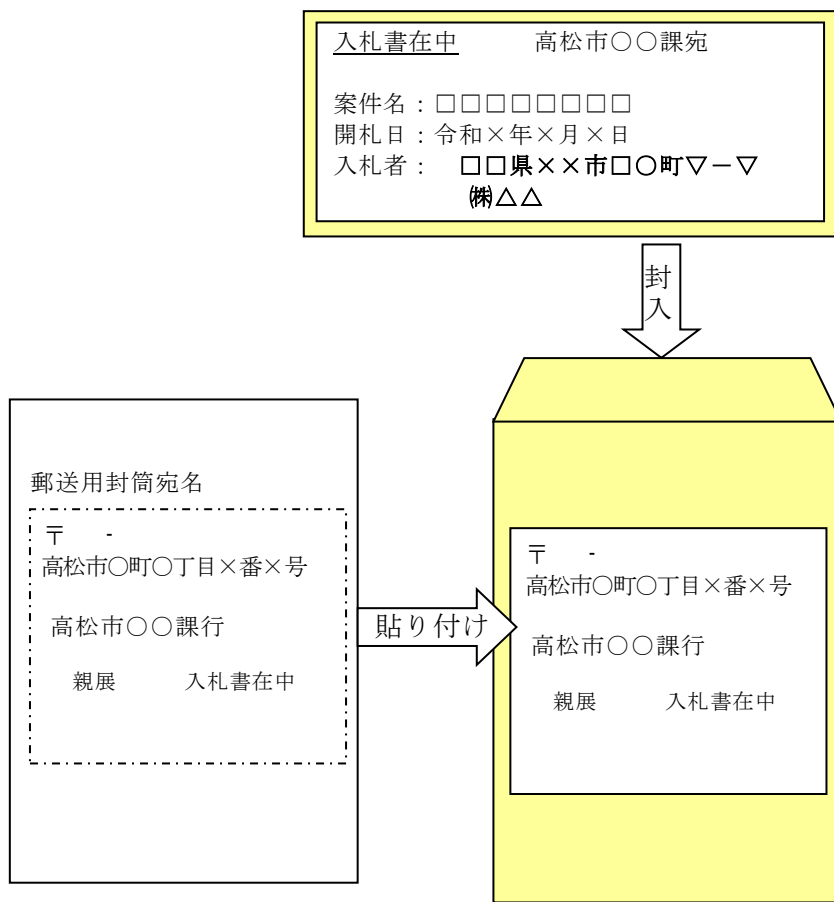 入札書在中　　高松市○○課宛
案件名：□□□□□□□□
開札日：令和×年×月×日
入札者：　□□県××市□○町▽－▽
㈱△△
封入
郵送用封筒宛名
〒　-
高松市○町○丁目×番×号
高松市○○課行
親展　　入札書在中
貼り付け
〒　-
高松市○町○丁目×番×号
高松市○○課行
親展　　入札書在中